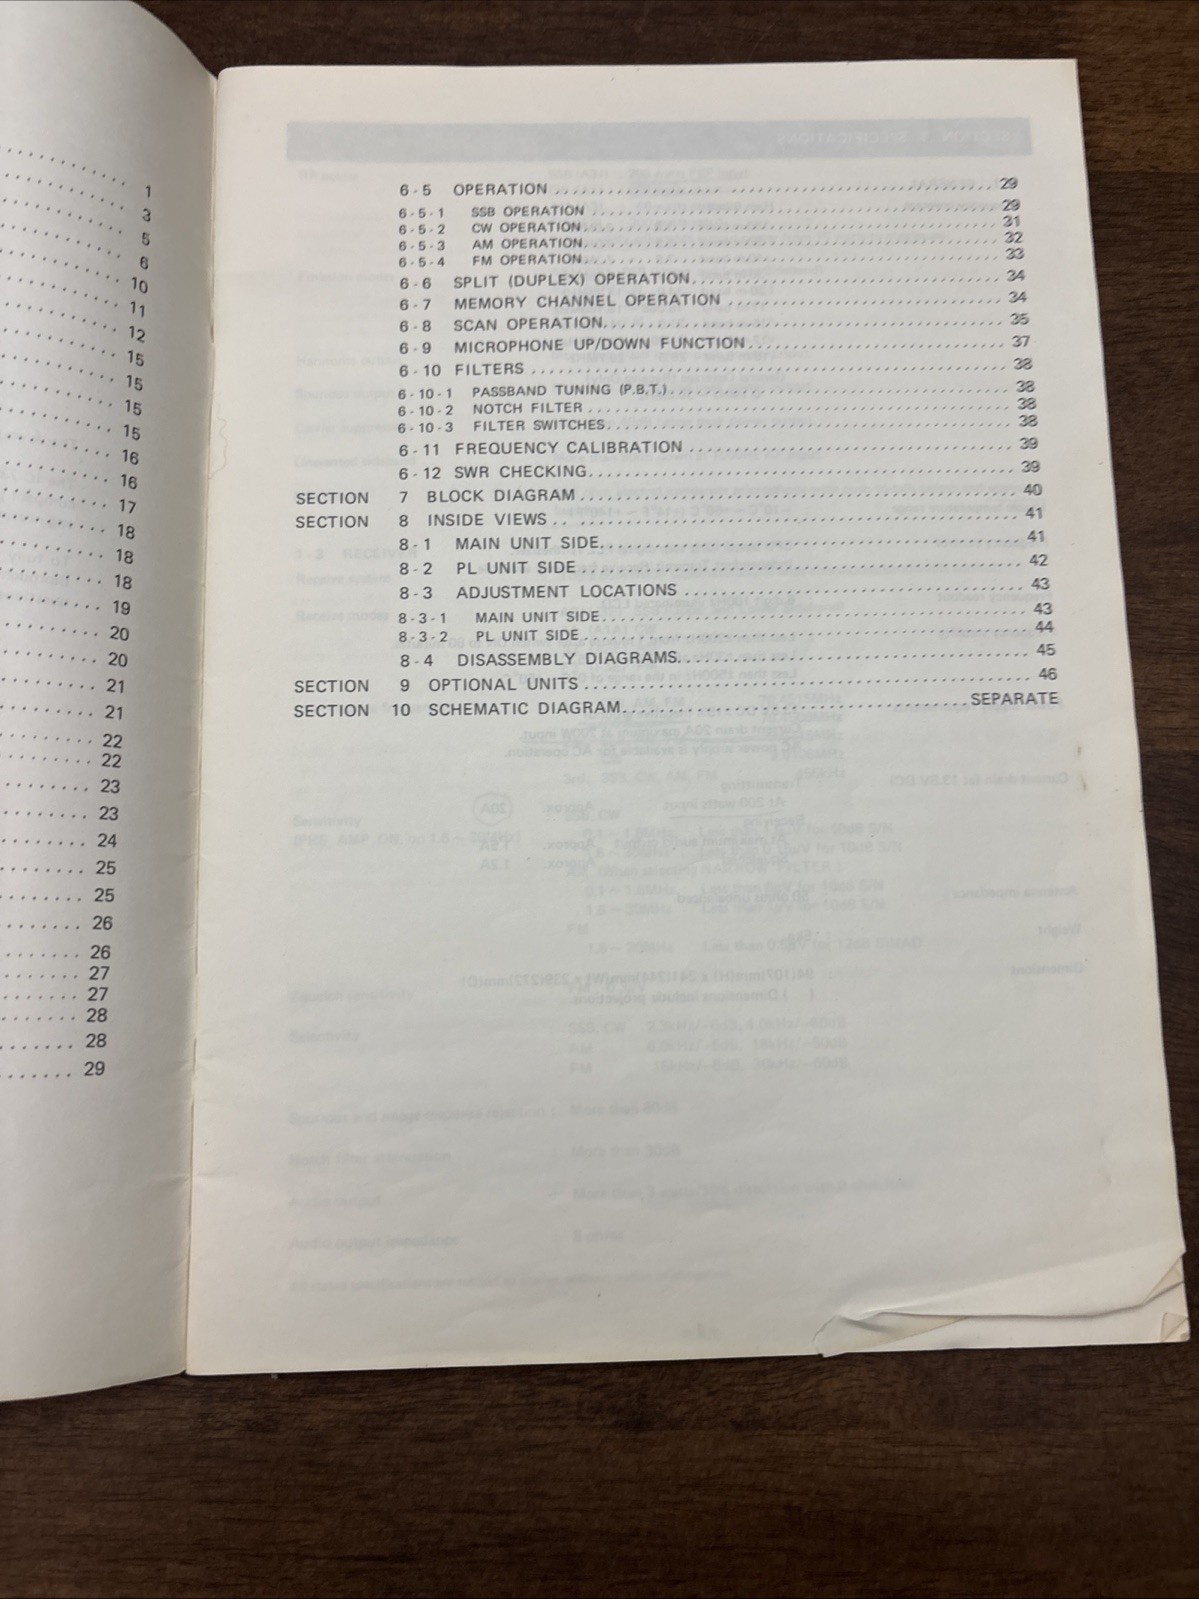 1
3
5
6
10
11
12
15
15
15
15
16
16
17
18
18
18
19
20
20
21
21
22
22
23
23
24
25
25
26
26
27
27
28
28
29
6-5 OPERATION ........ 29
6-5-1 SSB OPERATION ........ 29
6-5-2 CW OPERATION ........ 31
6-5-3 AM OPERATION ........ 32
6-5-4 FM OPERATION ........ 33
6-6 SPLIT (DUPLEX) OPERATION ........ 34
6-7 MEMORY CHANNEL OPERATION ........ 34
6-8 SCAN OPERATION ........ 35
6-9 MICROPHONE UP/DOWN FUNCTION ........ 37
6-10 FILTERS ........ 38
6-10-1 PASSBAND TUNING (P.B.T.) ........ 38
6-10-2 NOTCH FILTER ........ 38
6-10-3 FILTER SWITCHES ........ 38
6-11 FREQUENCY CALIBRATION ........ 39
6-12 SWR CHECKING ........ 39
SECTION 7 BLOCK DIAGRAM ........ 40
SECTION 8 INSIDE VIEWS ........ 41
8-1 MAIN UNIT SIDE ........ 41
8-2 PL UNIT SIDE ........ 42
8-3 ADJUSTMENT LOCATIONS ........ 43
8-3-1 MAIN UNIT SIDE ........ 43
8-3-2 PL UNIT SIDE ........ 44
8-4 DISASSEMBLY DIAGRAMS ........ 45
SECTION 9 OPTIONAL UNITS ........ 46
SECTION 10 SCHEMATIC DIAGRAM ........ SEPARATE